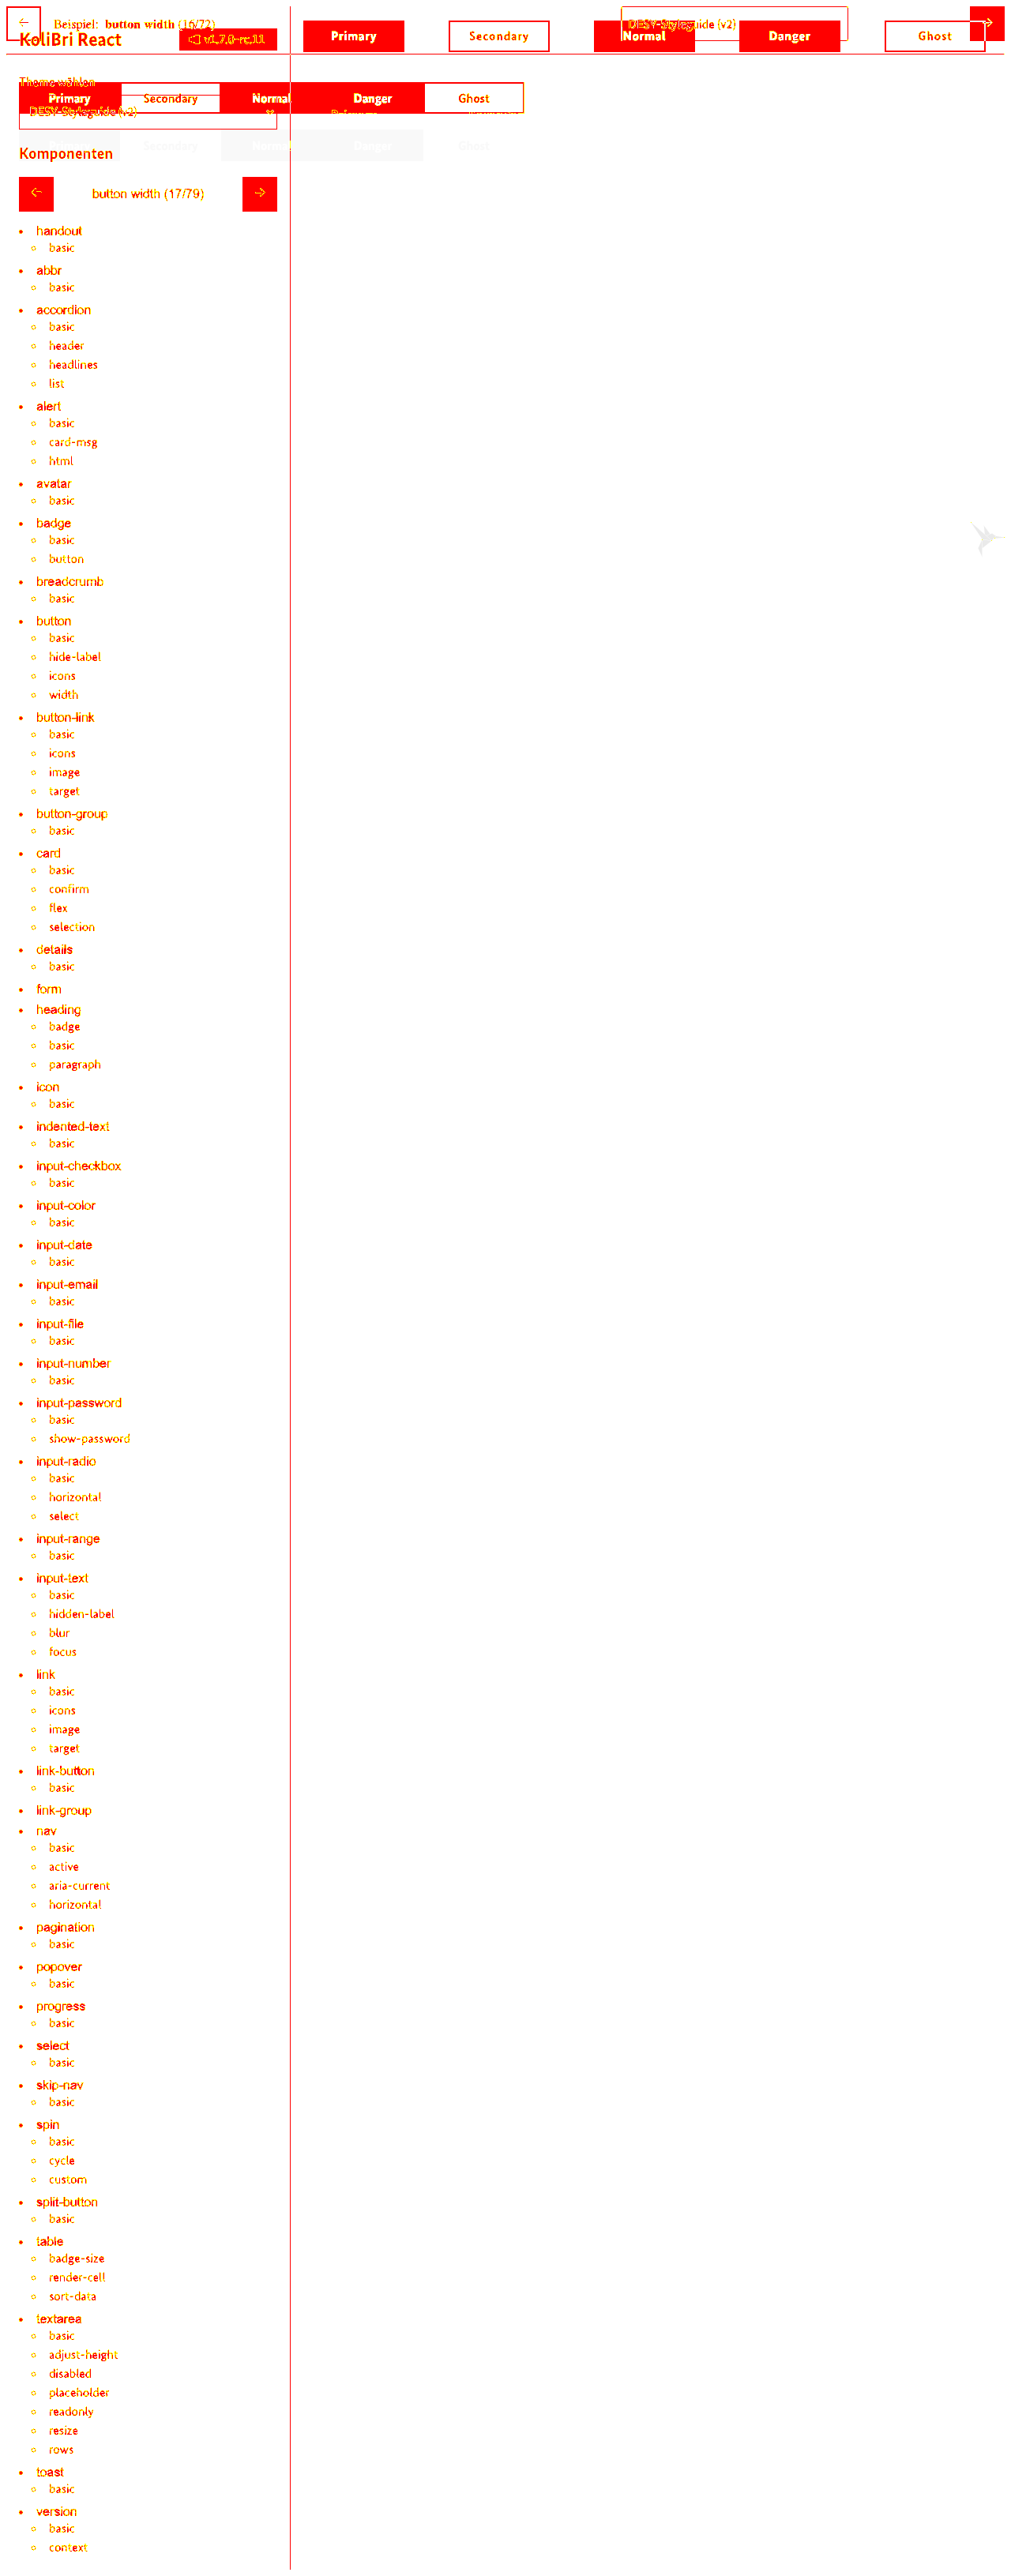 Beispiel: button width (16/72)
DESY-Styleguide (v2)
KoliBri React
v1.7.0-rc.11
Primary
Secondary
Normal
Danger
Ghost
Theme wählen
Primary
Secondary
Normal
Danger
Ghost
DESY-Styleguide (v2)
Secondary
Normal
Danger
Ghost
Komponenten
button width (17/79)
handout
basic
abbr
basic
accordion
basic
header
headlines
list
alert
basic
card-msg
html
avatar
basic
badge
basic
button
breadcrumb
basic
button
basic
hide-label
icons
width
button-link
basic
icons
image
target
button-group
basic
card
basic
confirm
flex
selection
details
basic
form
heading
badge
basic
paragraph
icon
basic
indented-text
basic
input-checkbox
basic
input-color
basic
input-date
basic
input-email
basic
input-file
basic
input-number
basic
input-password
basic
show-password
input-radio
basic
horizontal
select
input-range
basic
input-text
basic
hidden-label
blur
focus
link
basic
icons
image
target
link-button
basic
link-group
nav
basic
active
aria-current
horizontal
pagination
basic
popover
basic
progress
basic
select
basic
skip-nav
basic
spin
basic
cycle
custom
split-button
basic
table
badge-size
render-cell
sort-data
textarea
basic
adjust-height
disabled
placeholder
readonly
resize
rows
toast
basic
version
basic
context